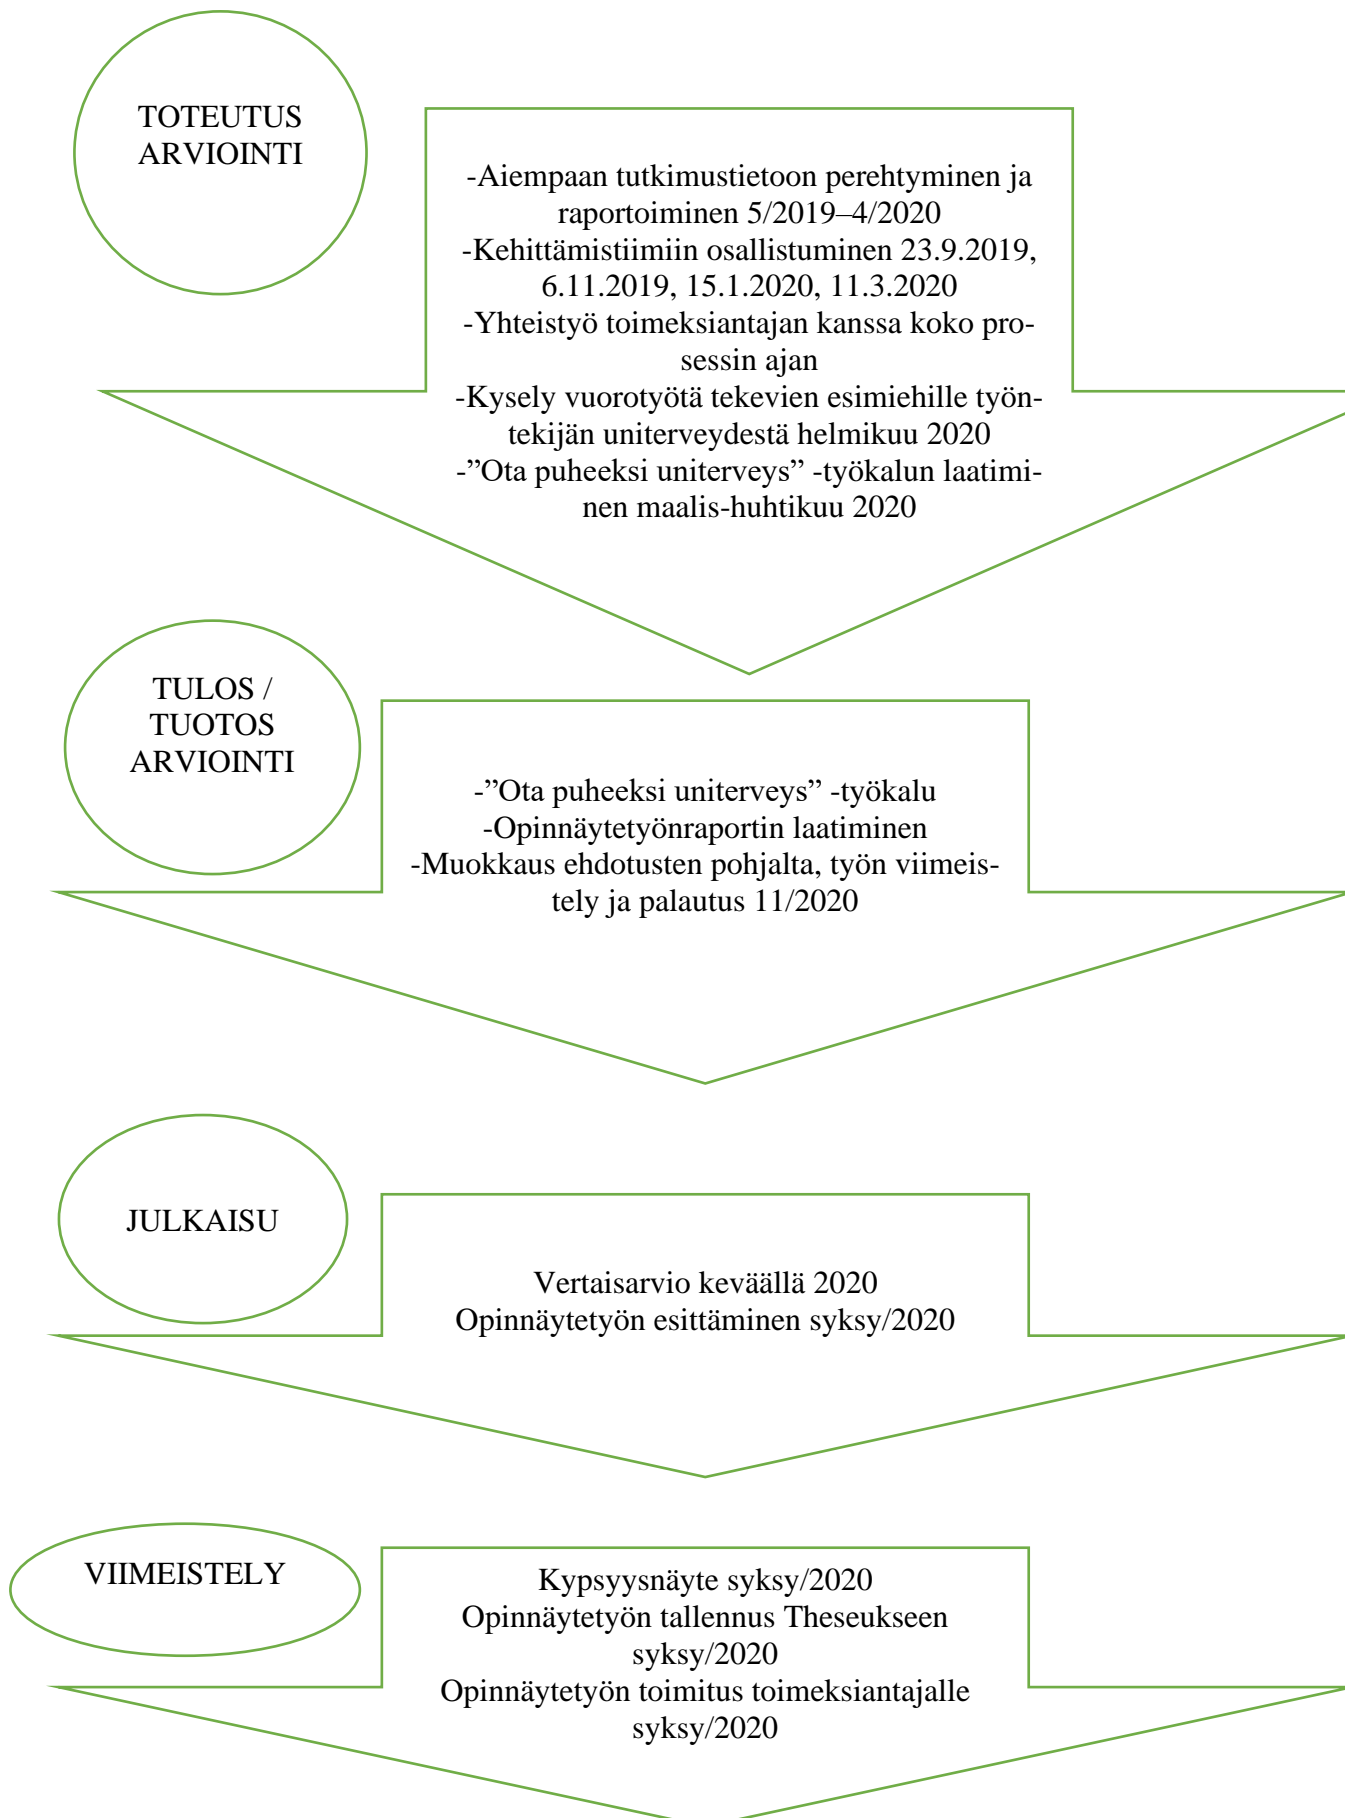 TOTEUTUS
ARVIOINTI
-Aiempaan tutkimustietoon perehtyminen ja
raportoiminen 5/2019–4/2020
-Kehittämistiimiin osallistuminen 23.9.2019,
6.11.2019, 15.1.2020, 11.3.2020
-Yhteistyö toimeksiantajan kanssa koko pro-
sessin ajan
-Kysely vuorotyötä tekevien esimiehille työn-
tekijän uniterveydestä helmikuu 2020
-”Ota puheeksi uniterveys” -työkalun laatimi-
nen maalis-huhtikuu 2020
TULOS /
TUOTOS
ARVIOINTI
-”Ota puheeksi uniterveys” -työkalu
-Opinnäytetyönraportin laatiminen
-Muokkaus ehdotusten pohjalta, työn viimeis-
tely ja palautus 11/2020
JULKAISU
Vertaisarvio keväällä 2020
Opinnäytetyön esittäminen syksy/2020
VIIMEISTELY
Kypsyysnäyte syksy/2020
Opinnäytetyön tallennus Theseukseen
syksy/2020
Opinnäytetyön toimitus toimeksiantajalle
syksy/2020